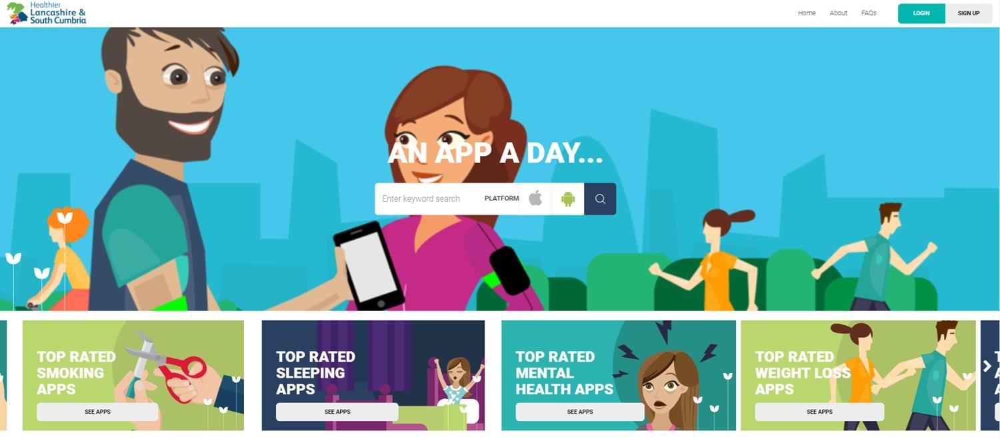 Healthier
Lancashire &
South Cumbria
Home About FAQs LOGIN SIGN UP
AN APP A DAY...
Enter keyword search PLATFORM
TOP RATED
SMOKING
APPS
SEE APPS
TOP RATED
SLEEPING
APPS
SEE APPS
TOP RATED
MENTAL
HEALTH APPS
SEE APPS
TOP RATED
WEIGHT LOSS
APPS
SEE APPS